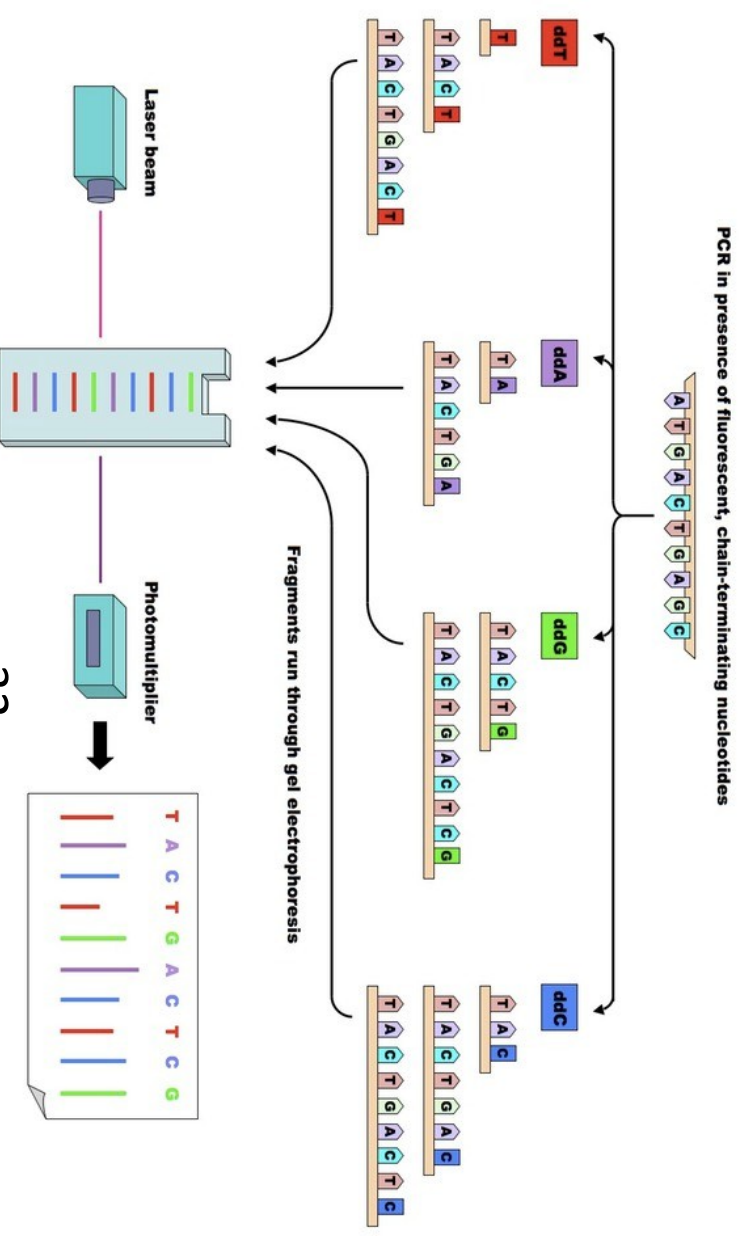 PCR in presence of fluorescent, chain-terminating nucleotides
A T G A C T G A G C
ddT ddA ddG ddC
T
T A
T A C T G
T A C
T A C T
T A C T G A
T A C T G A C T C G
T A C T G A C
T A C T G A C T
T A C T G A C T C
Fragments run through gel electrophoresis
Laser beam
Photomultiplier
T A C T G A C T C G